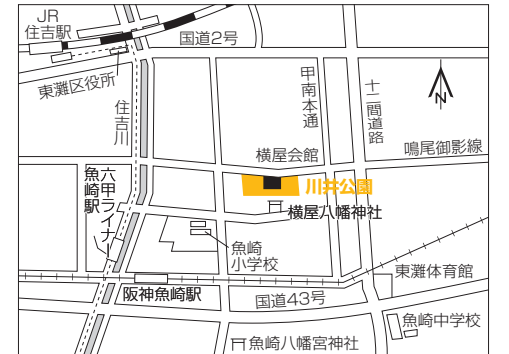 JR
住吉駅
国道2号
東灘区役所
住吉川
甲南本通
十二間道路
N
横屋会館
鳴尾御影線
川井公園
六甲ライナー
魚崎駅
横屋八幡神社
魚崎
小学校
東灘体育館
阪神魚崎駅
国道43号
魚崎中学校
魚崎八幡宮神社